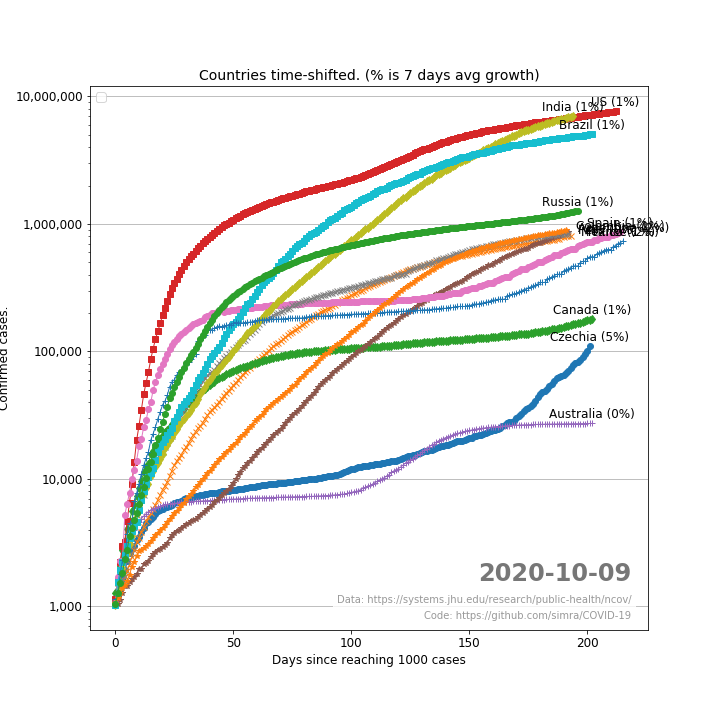 Countries time-shifted. (% is 7 days avg growth)
10,000,000
1,000,000
100,000
10,000
1,000
Confirmed cases.
US (1%)
India (1%)
Brazil (1%)
Russia (1%)
Spain (1%)
Canada (1%)
Czechia (5%)
Australia (0%)
2020-10-09
Data: https://systems.jhu.edu/research/public-health/ncov/
Code: https://github.com/simra/COVID-19
0 50 100 150 200
Days since reaching 1000 cases